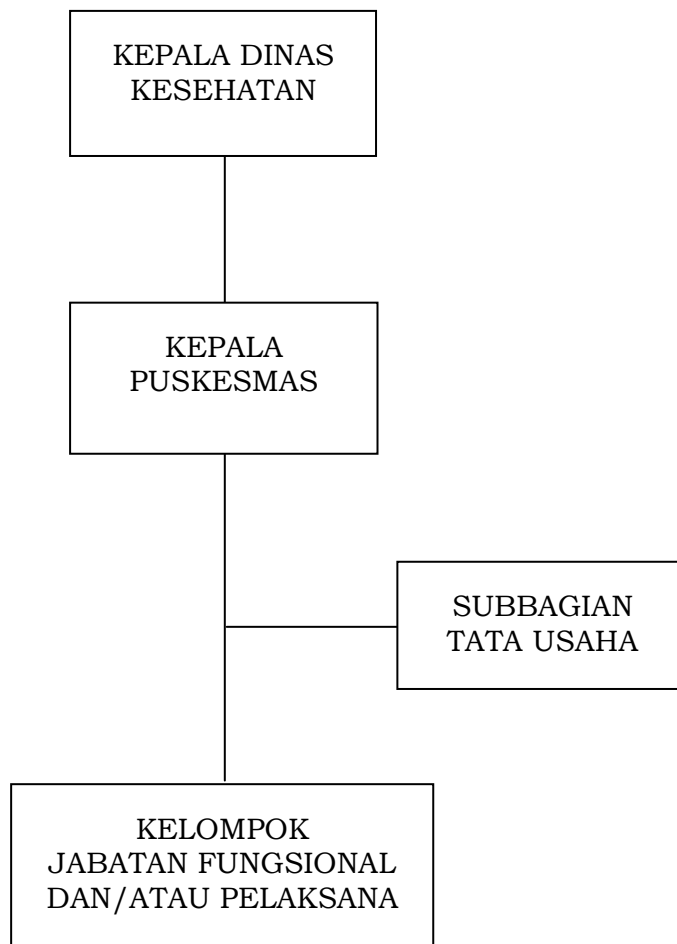 KEPALA DINAS
KESEHATAN
KEPALA
PUSKESMAS
SUBBAGIAN
TATA USAHA
KELOMPOK
JABATAN FUNGSIONAL
DAN/ATAU PELAKSANA